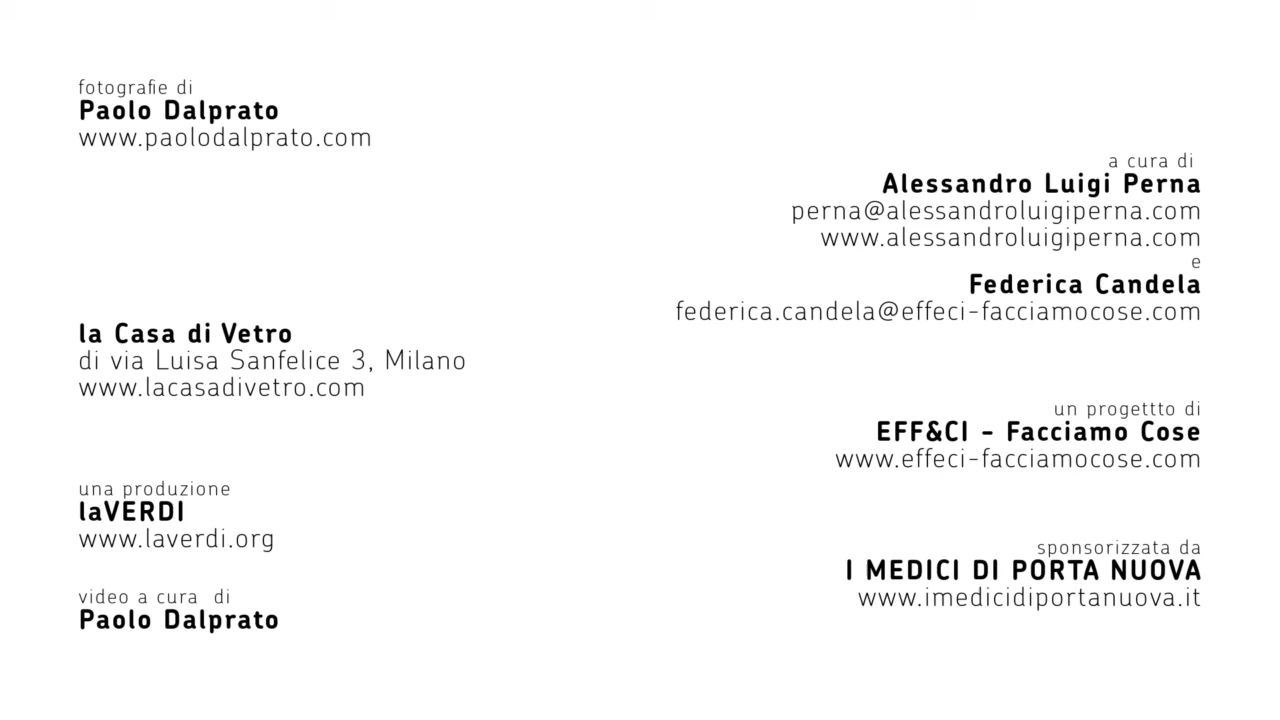 fotografie di
Paolo Dalprato
www.paolodalprato.com
la Casa di Vetro
di via Luisa Sanfelice 3, Milano
www.lacasadivetro.com
una produzione
laVERDI
www.laverdi.org
video a cura di
Paolo Dalprato
a cura di
Alessandro Luigi Perna
perna@alessandroluigiperna.com
www.alessandroluigiperna.com
e
Federica Candela
federica.candela@effeci-facciamocose.com
un progettto di
EFF&CI - Facciamo Cose
www.effeci-facciamocose.com
sponsorizzata da
I MEDICI DI PORTA NUOVA
www.imedicidiportanuova.it